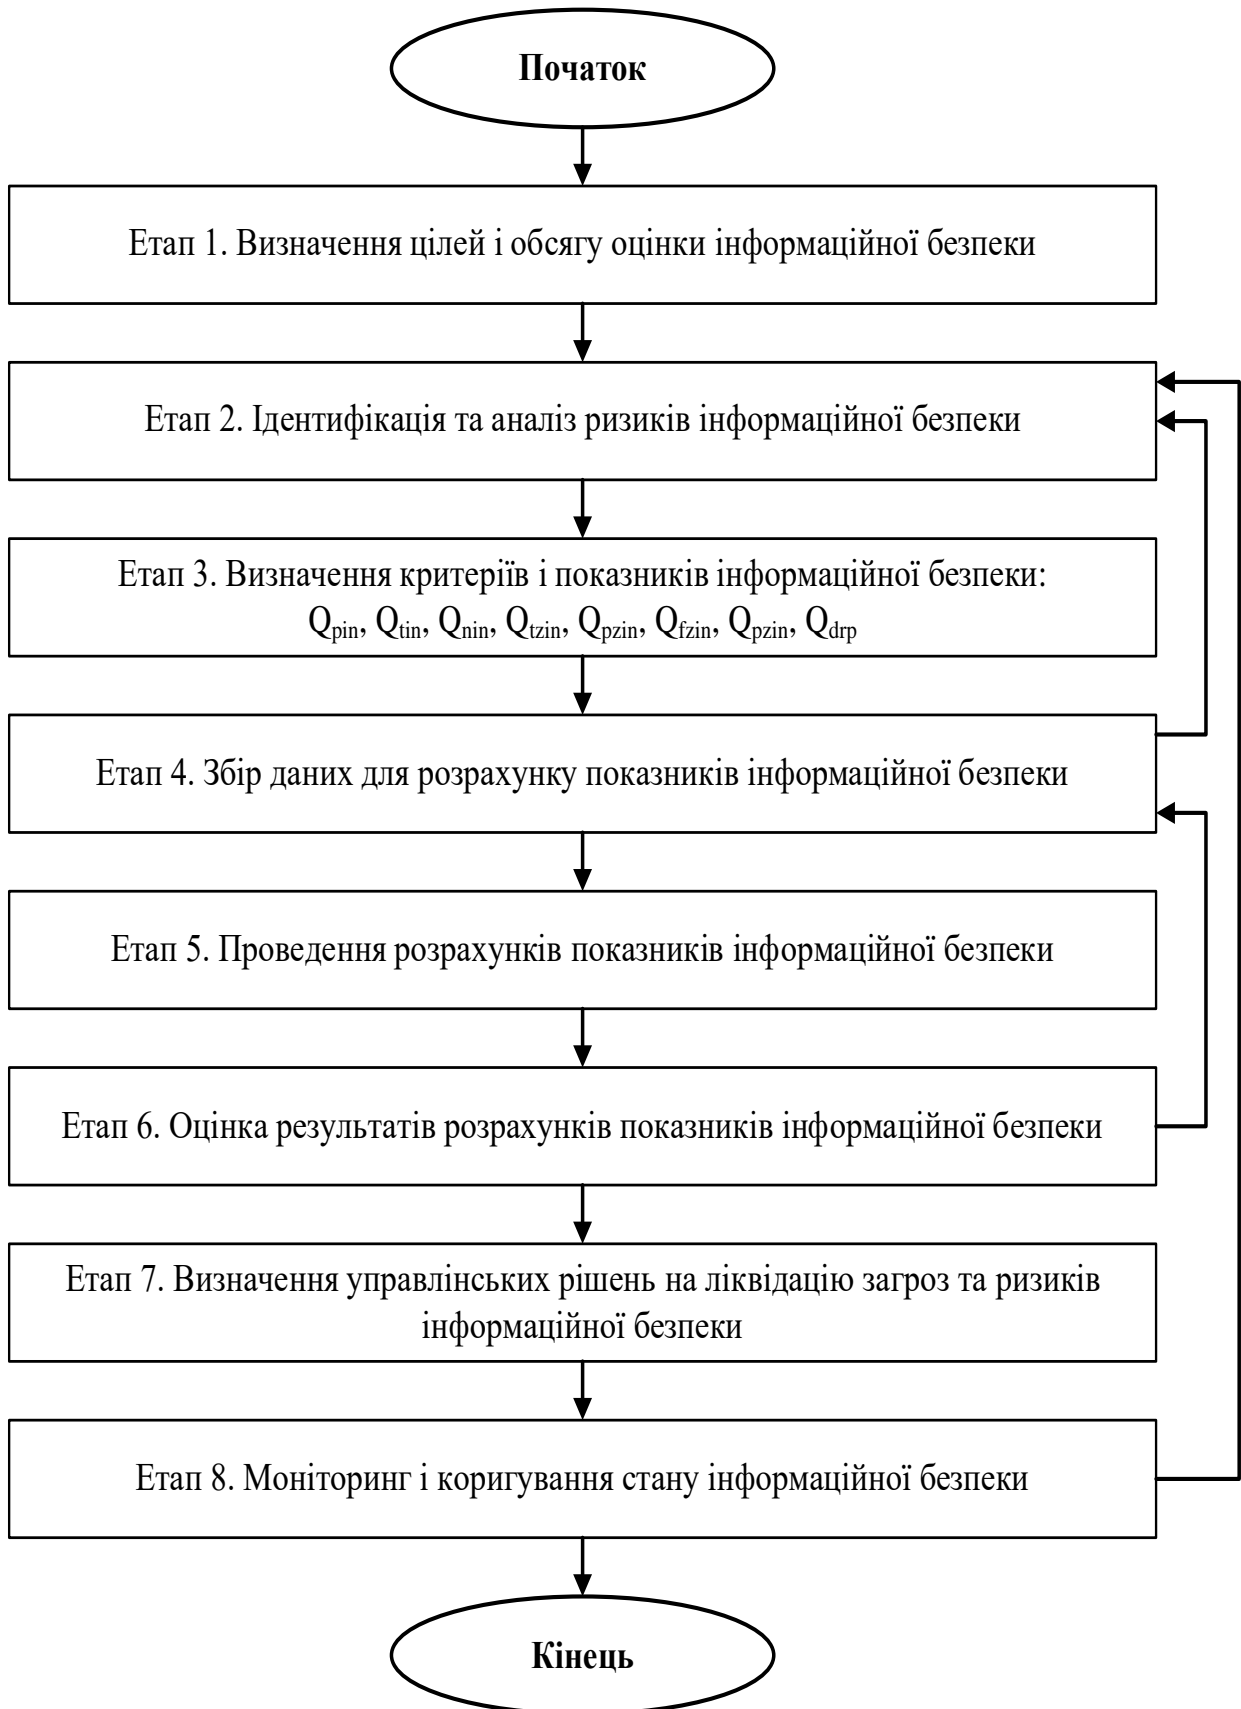 Початок
Етап 1. Визначення цілей і обсягу оцінки інформаційної безпеки
Етап 2. Ідентифікація та аналіз ризиків інформаційної безпеки
Етап 3. Визначення критеріїв і показників інформаційної безпеки:
Qpin, Qtin, Qnin, Qtzin, Qpzin, Qfzin, Qpzin, Qdrp
Етап 4. Збір даних для розрахунку показників інформаційної безпеки
Етап 5. Проведення розрахунків показників інформаційної безпеки
Етап 6. Оцінка результатів розрахунків показників інформаційної безпеки
Етап 7. Визначення управлінських рішень на ліквідацію загроз та ризиків
інформаційної безпеки
Етап 8. Моніторинг і коригування стану інформаційної безпеки
Кінець